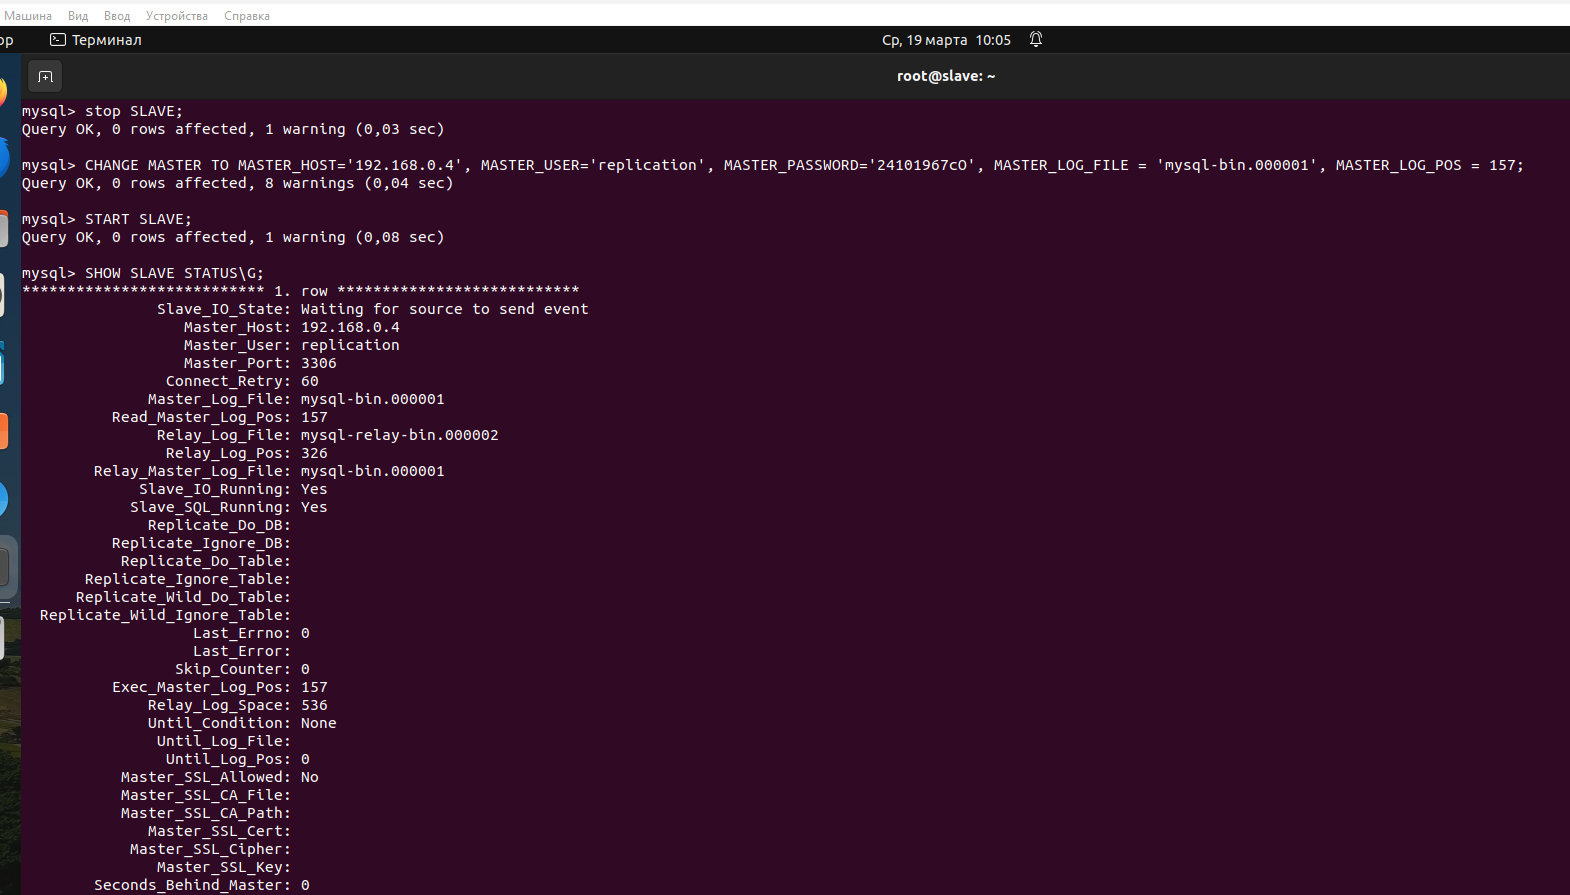 Машина Вид Ввод Устройства Справка
ор Терминал Ср, 19 марта 10:05
root@slave: ~
mysql> stop SLAVE;
Query OK, 0 rows affected, 1 warning (0,03 sec)
mysql> CHANGE MASTER TO MASTER_HOST='192.168.0.4', MASTER_USER='replication', MASTER_PASSWORD='24101967cO', MASTER_LOG_FILE = 'mysql-bin.000001', MASTER_LOG_POS = 157;
Query OK, 0 rows affected, 8 warnings (0,04 sec)
mysql> START SLAVE;
Query OK, 0 rows affected, 1 warning (0,08 sec)
mysql> SHOW SLAVE STATUS\G;
*************************** 1. row ***************************
Slave_IO_State: Waiting for source to send event
Master_Host: 192.168.0.4
Master_User: replication
Master_Port: 3306
Connect_Retry: 60
Master_Log_File: mysql-bin.000001
Read_Master_Log_Pos: 157
Relay_Log_File: mysql-relay-bin.000002
Relay_Log_Pos: 326
Relay_Master_Log_File: mysql-bin.000001
Slave_IO_Running: Yes
Slave_SQL_Running: Yes
Replicate_Do_DB:
Replicate_Ignore_DB:
Replicate_Do_Table:
Replicate_Ignore_Table:
Replicate_Wild_Do_Table:
Replicate_Wild_Ignore_Table:
Last_Errno: 0
Last_Error:
Skip_Counter: 0
Exec_Master_Log_Pos: 157
Relay_Log_Space: 536
Until_Condition: None
Until_Log_File:
Until_Log_Pos: 0
Master_SSL_Allowed: No
Master_SSL_CA_File:
Master_SSL_CA_Path:
Master_SSL_Cert:
Master_SSL_Cipher:
Master_SSL_Key:
Seconds_Behind_Master: 0